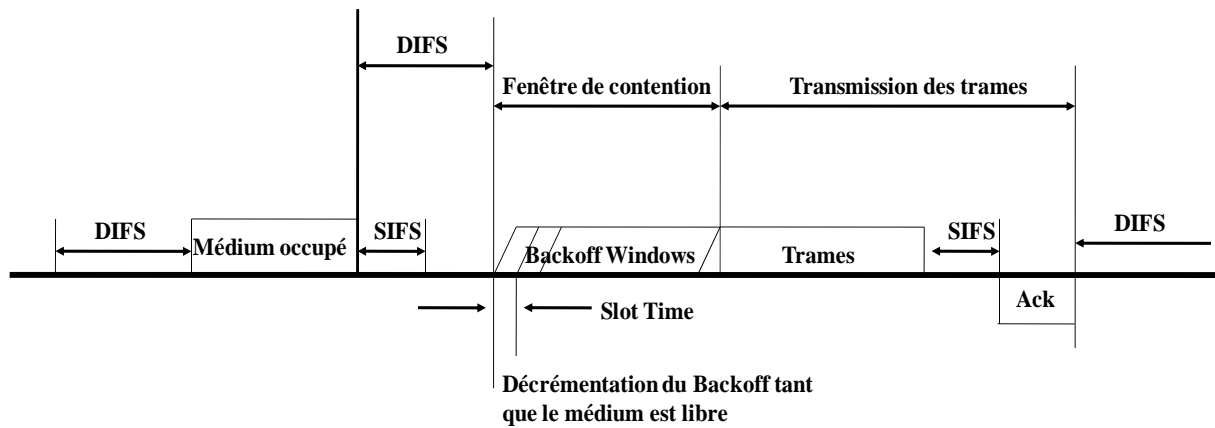 DIFS
Fenêtre de contention
Transmission des trames
DIFS
Médium occupé
SIFS
Backoff Windows
Trames
SIFS
DIFS
Slot Time
Ack
Décrémentation du Backoff tant
que le médium est libre